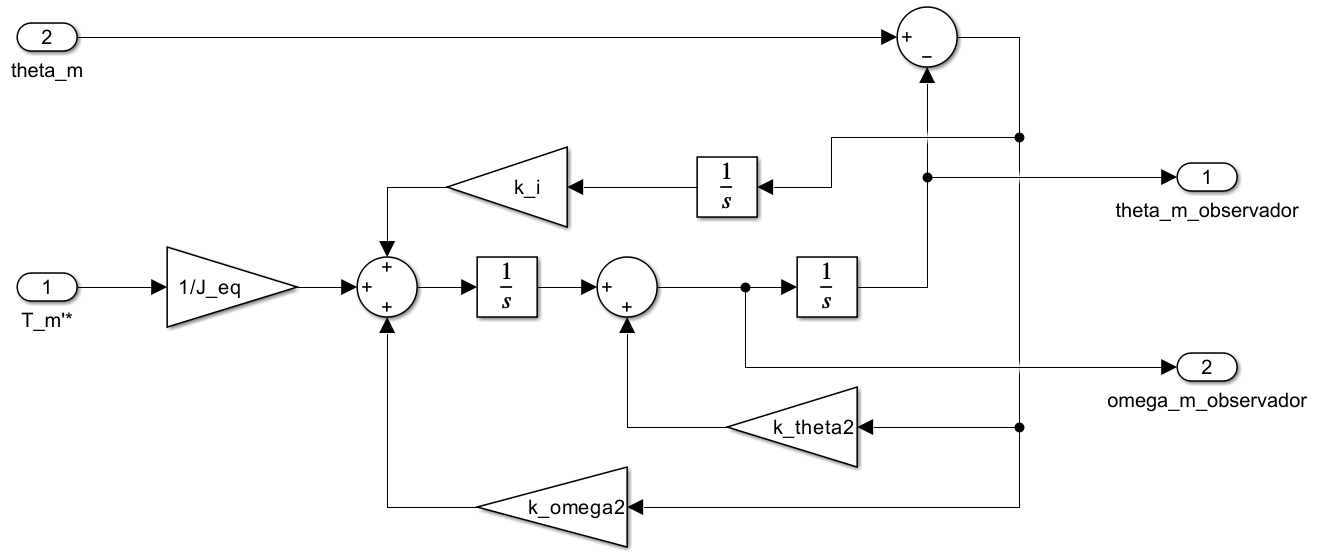 2
+
−
theta_m
k_i
1
s
1
theta_m_observador
1
1/J_eq
+
+
+
1
s
+
+
1
s
T_m'*
2
omega_m_observador
k_theta2
k_omega2